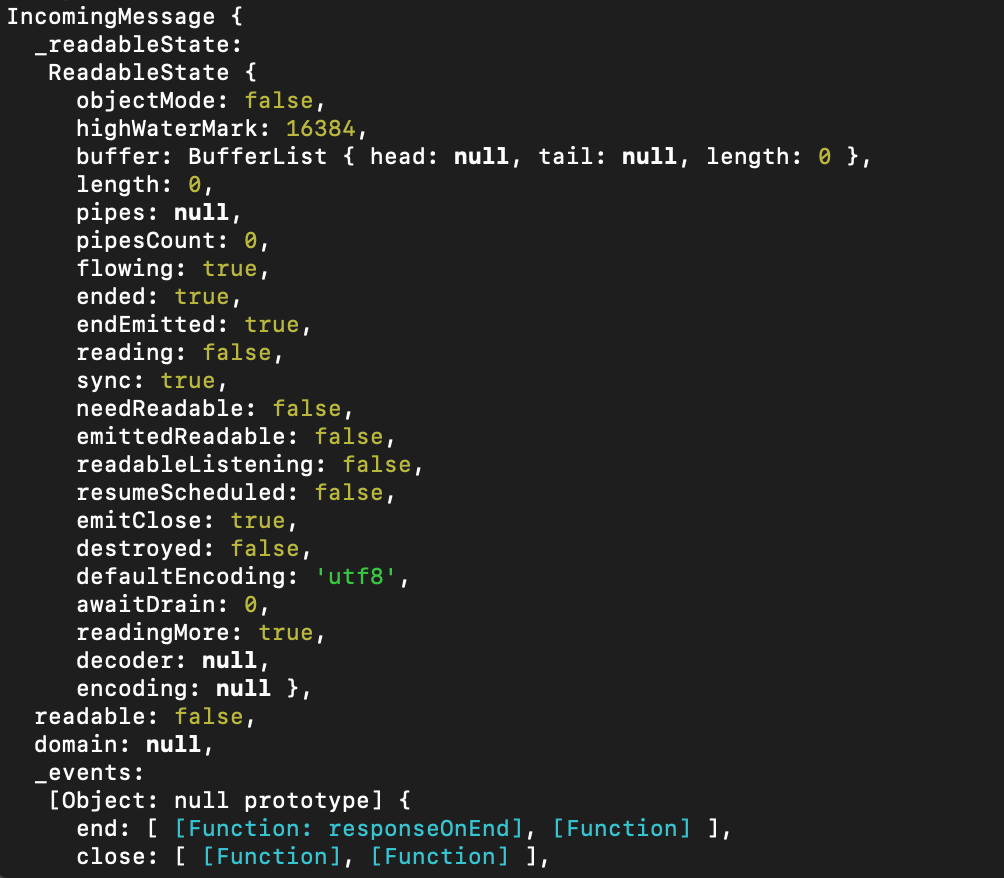 IncomingMessage {
  _readableState:
   ReadableState {
     objectMode: false,
     highWaterMark: 16384,
     buffer: BufferList { head: null, tail: null, length: 0 },
     length: 0,
     pipes: null,
     pipesCount: 0,
     flowing: true,
     ended: true,
     endEmitted: true,
     reading: false,
     sync: true,
     needReadable: false,
     emittedReadable: false,
     readableListening: false,
     resumeScheduled: false,
     emitClose: true,
     destroyed: false,
     defaultEncoding: 'utf8',
     awaitDrain: 0,
     readingMore: true,
     decoder: null,
     encoding: null },
  readable: false,
  domain: null,
  _events:
   [Object: null prototype] {
     end: [ [Function: responseOnEnd], [Function] ],
     close: [ [Function], [Function] ],